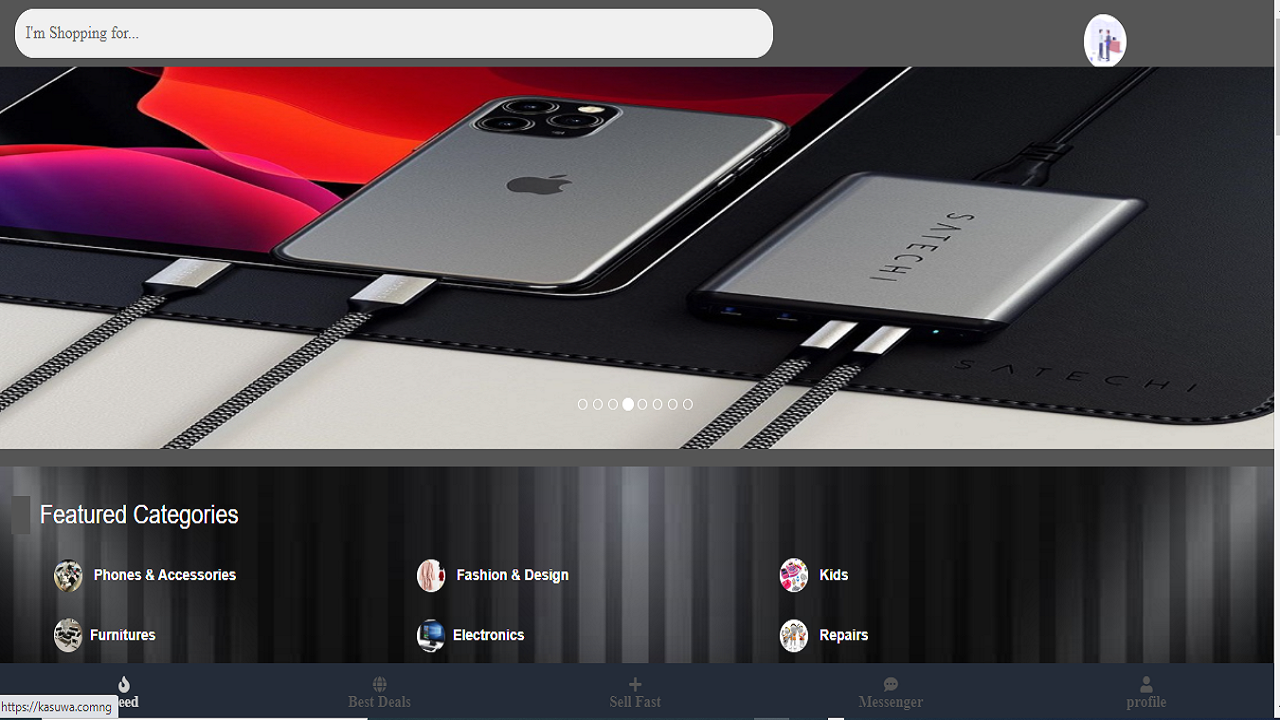 I'm Shopping for...
SATECHI
SATECHI
Featured Categories
Phones & Accessories
Fashion & Design
Kids
Furnitures
Electronics
Repairs
Best Deals
Sell Fast
Messenger
profile
https://kasuwa.comng